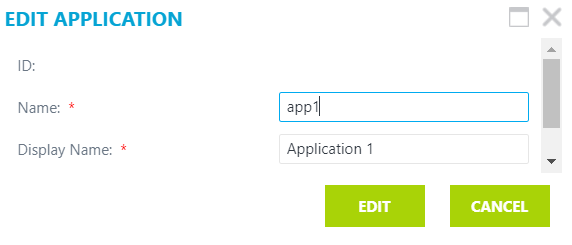 EDIT APPLICATION
ID:
Name: * app1
Display Name: * Application 1
EDIT CANCEL